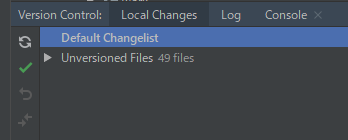 Version Control: Local Changes Log Console ×
Default Changelist
Unversioned Files 49 files